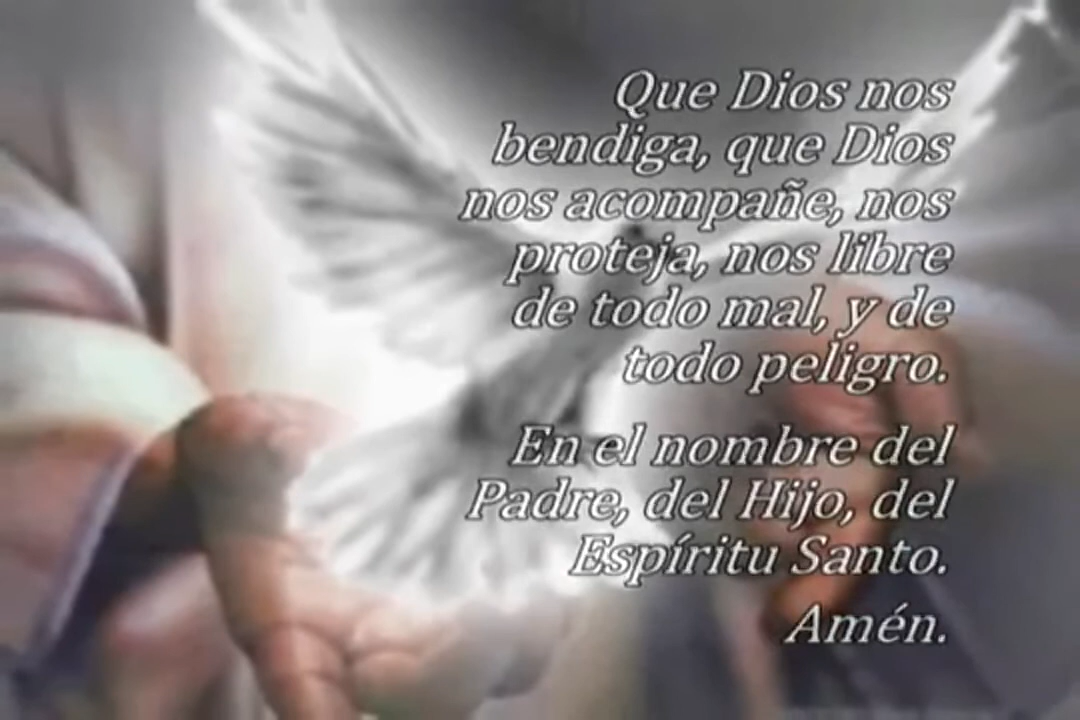 Que Dios nos
bendiga, que Dios
nos acompañe, nos
proteja, nos libre
de todo mal, y de
todo peligro.
En el nombre del
Padre, del Hijo, del
Espíritu Santo.
Amén.